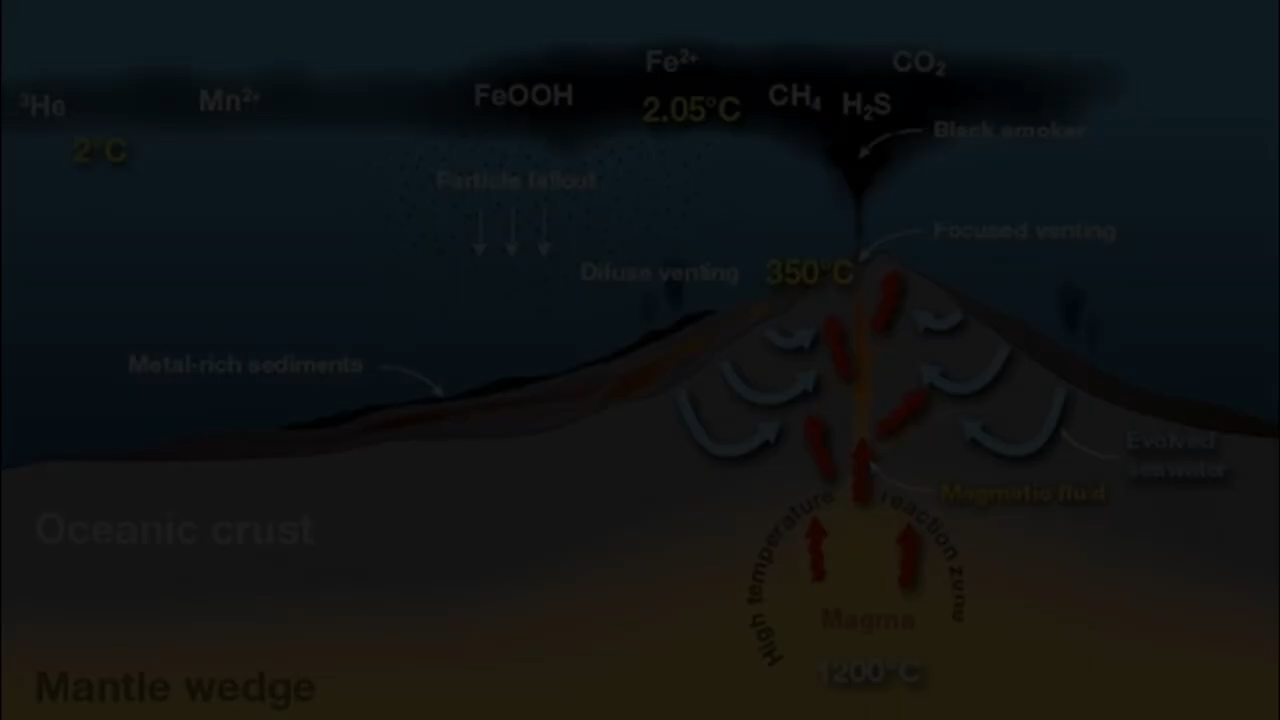 Fe²⁺
CO₂
³He
Mn²⁺
FeOOH
2.05°C
CH₄
H₂S
Black smoker
2°C
Particle fallout
Focused venting
Difuse venting
350°C
Metal-rich sediments
Evolved
seawater
Magmatic fluid
High temperature reaction zone
Oceanic crust
Magma
1200°C
Mantle wedge